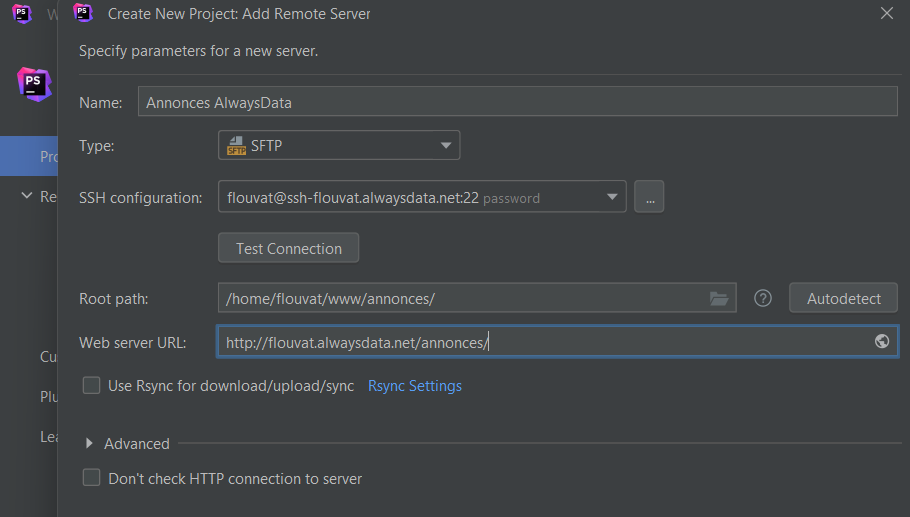 PS W PS Create New Project: Add Remote Server
Specify parameters for a new server.
PS
Name: Annonces AlwaysData
Type: SFTP SFTP
Pro
Re
SSH configuration: flouvat@ssh-flouvat.alwaysdata.net:22 password ...
Test Connection
Root path: /home/flouvat/www/annonces/ ? Autodetect
Web server URL: http://flouvat.alwaysdata.net/annonces/
Cu
Use Rsync for download/upload/sync Rsync Settings
Plu
Lea
Advanced
Don't check HTTP connection to server